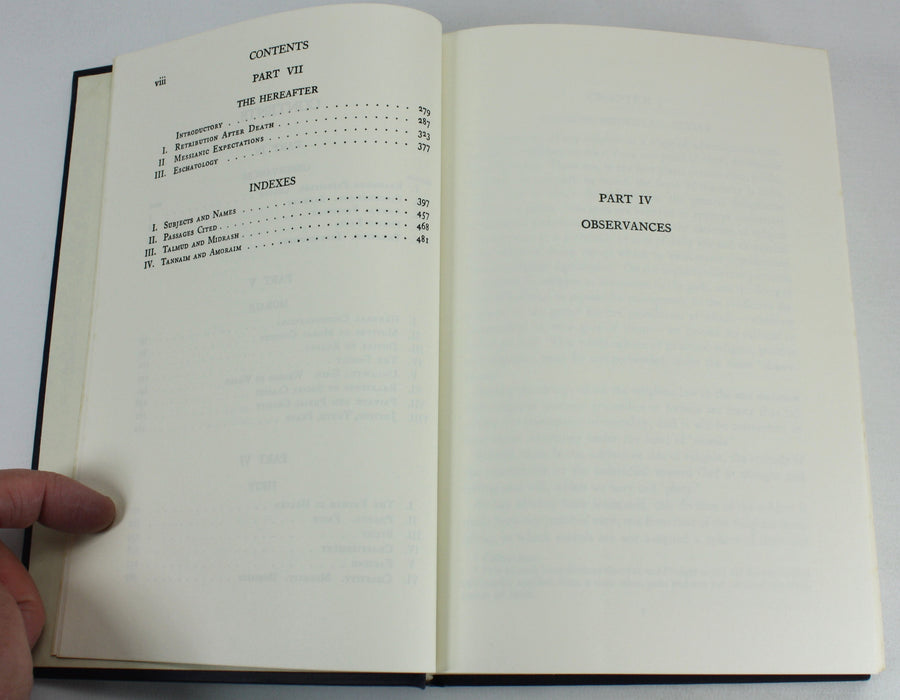 CONTENTS
viii
PART VII
THE HEREAFTER
INTRODUCTORY . . . . . . . . . . . . . . . . 279
I. RETRIBUTION AFTER DEATH . . . . . . . . . . . . 287
II MESSIANIC EXPECTATIONS . . . . . . . . . . . . . 323
III. ESCHATOLOGY . . . . . . . . . . . . . . . . 377
INDEXES
I. SUBJECTS AND NAMES . . . . . . . . . . . . . . 397
II. PASSAGES CITED . . . . . . . . . . . . . . . . 457
III. TALMUD AND MIDRASH . . . . . . . . . . . . . . 468
IV. TANNAIM AND AMORAIM . . . . . . . . . . . . . 481
PART IV
OBSERVANCES